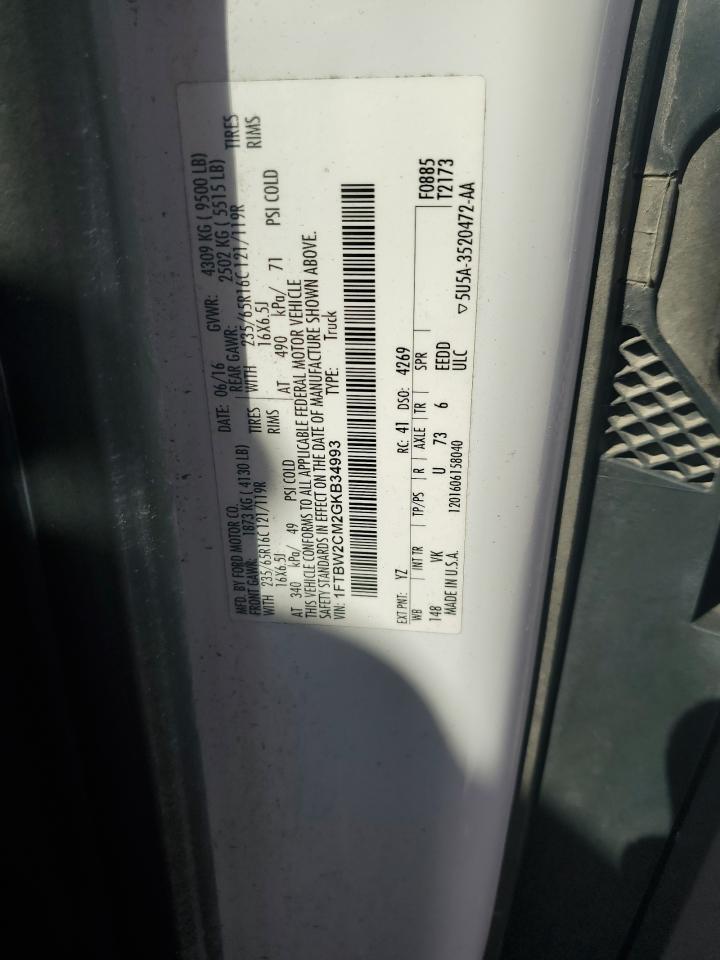 MFD. BY FORD MOTOR CO. DATE: 06/16 GVWR: 4309 KG ( 9500 LB)
FRONT GAWR: 1873 KG ( 4130 LB) REAR GAWR: 2502 KG ( 5515 LB)
WITH 235/65R16C 121/119R TIRES WITH 235/65R16C 121/119R TIRES
16X6.5J RIMS 16X6.5J RIMS
AT 340 kPa/ 49 PSI COLD AT 490 kPa/ 71 PSI COLD
THIS VEHICLE CONFORMS TO ALL APPLICABLE FEDERAL MOTOR VEHICLE
SAFETY STANDARDS IN EFFECT ON THE DATE OF MANUFACTURE SHOWN ABOVE.
VIN: 1FTBW2CM2GKB34993 TYPE: Truck
F0885
T2173
EXT PNT: YZ RC: 41 DSO: 4269
WB INT TR TP/PS R AXLE TR SPR
148 VK U 73 6 EEDD
MADE IN U.S.A. 1201606158040 ULC
▽5U5A-3520472-AA